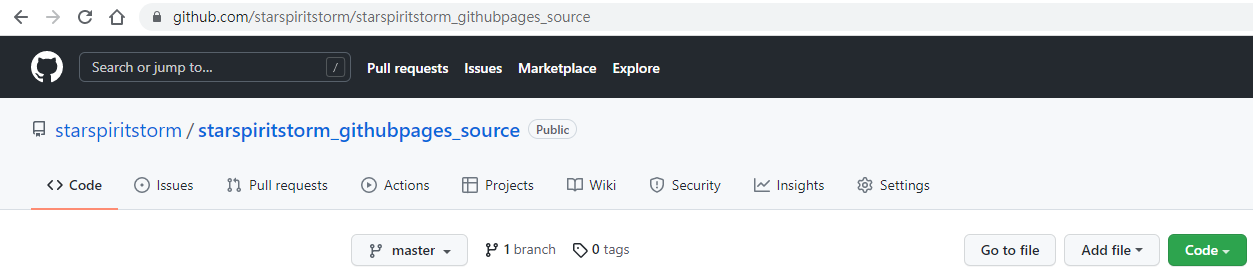 github.com/starspiritstorm/starspiritstorm_githubpages_source
Search or jump to... / Pull requests Issues Marketplace Explore
starspiritstorm / starspiritstorm_githubpages_source Public
Code Issues Pull requests Actions Projects Wiki Security Insights Settings
master 1 branch 0 tags Go to file Add file Code